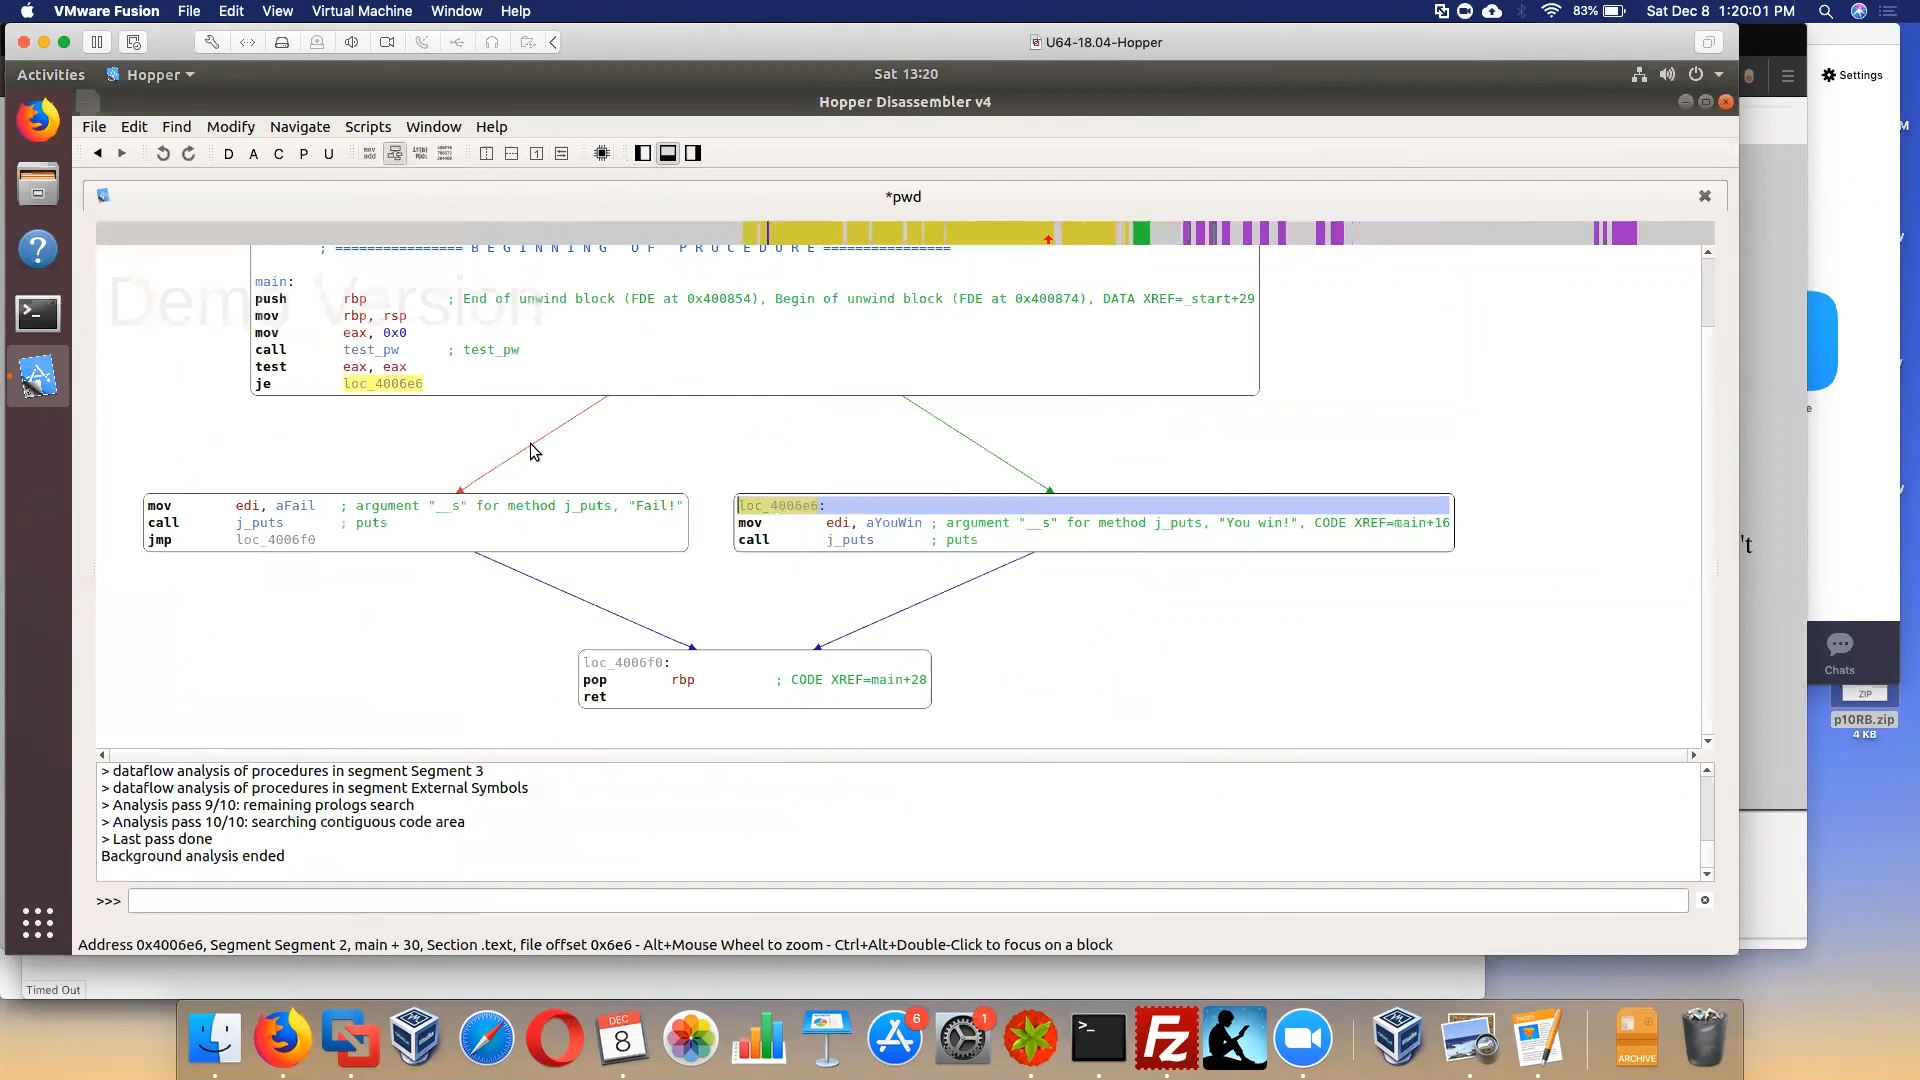 VMware Fusion File Edit View Virtual Machine Window Help 83% Sat Dec 8 1:20:01 PM
U64-18.04-Hopper
Activities Hopper Sat 13:20 Settings
Hopper Disassembler v4
File Edit Find Modify Navigate Scripts Window Help
D A C P U
*pwd
; =============== B E G I N N I N G O F P R O C E D U R E ===============
Demo Version
main:
push rbp ; End of unwind block (FDE at 0x400854), Begin of unwind block (FDE at 0x400874), DATA XREF=_start+29
mov rbp, rsp
mov eax, 0x0
call test_pw ; test_pw
test eax, eax
je loc_4006e6
mov edi, aFail ; argument "__s" for method j_puts, "Fail!"
call j_puts ; puts
jmp loc_4006f0
loc_4006e6:
mov edi, aYouWin ; argument "__s" for method j_puts, "You win!", CODE XREF=main+16
call j_puts ; puts
't
loc_4006f0:
pop rbp ; CODE XREF=main+28
ret
Chats
ZIP
p10RB.zip
4 KB
> dataflow analysis of procedures in segment Segment 3
> dataflow analysis of procedures in segment External Symbols
> Analysis pass 9/10: remaining prologs search
> Analysis pass 10/10: searching contiguous code area
> Last pass done
Background analysis ended
>>>
Address 0x4006e6, Segment Segment 2, main + 30, Section .text, file offset 0x6e6 - Alt+Mouse Wheel to zoom - Ctrl+Alt+Double-Click to focus on a block
Timed Out
DEC
8
6
1
Fz
ARCHIVE